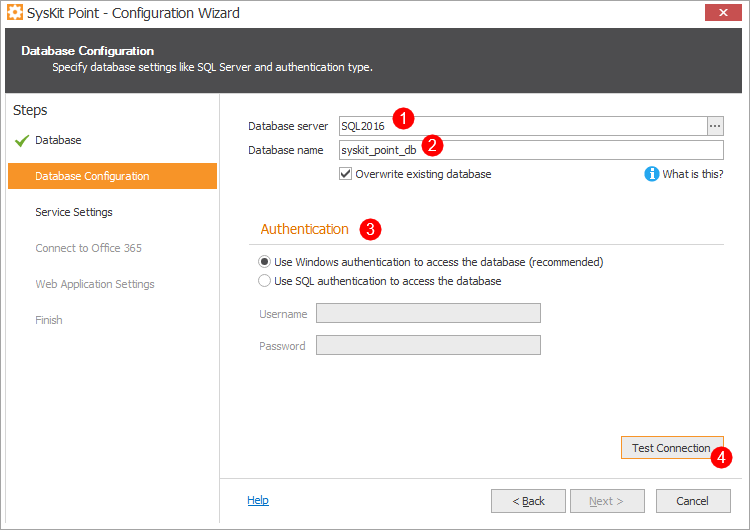 SysKit Point - Configuration Wizard
Database Configuration
Specify database settings like SQL Server and authentication type.
Steps
Database
Database Configuration
Service Settings
Connect to Office 365
Web Application Settings
Finish
Database server SQL2016 1 ...
Database name syskit_point_db 2
Overwrite existing database
i What is this?
Authentication 3
Use Windows authentication to access the database (recommended)
Use SQL authentication to access the database
Username
Password
Test Connection 4
Help
< Back
Next >
Cancel